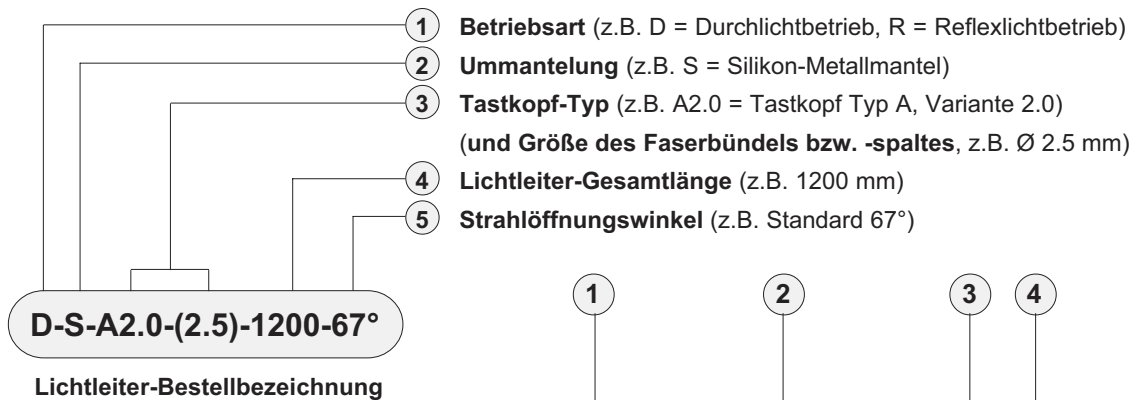 1 Betriebsart (z.B. D = Durchlichtbetrieb, R = Reflexlichtbetrieb)
2 Ummantelung (z.B. S = Silikon-Metallmantel)
3 Tastkopf-Typ (z.B. A2.0 = Tastkopf Typ A, Variante 2.0)
(und Größe des Faserbündels bzw. -spaltes, z.B. Ø 2.5 mm)
4 Lichtleiter-Gesamtlänge (z.B. 1200 mm)
5 Strahlöffnungswinkel (z.B. Standard 67°)
D-S-A2.0-(2.5)-1200-67°
Lichtleiter-Bestellbezeichnung
1 2 3 4